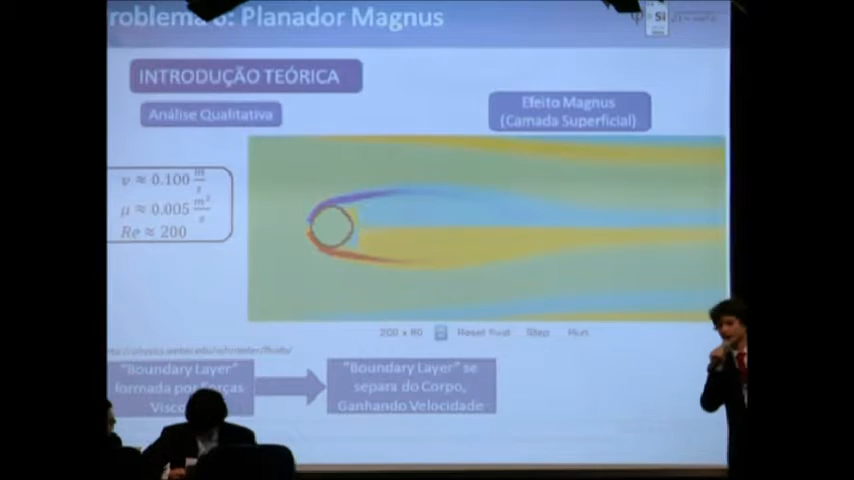 roblema 6: Planador Magnus
Si
INTRODUÇÃO TEÓRICA
Análise Qualitativa
Efeito Magnus
(Camada Superficial)
v ≈ 0.100 m/s
μ ≈ 0.005 m²/s
Re ≈ 200
200 x 80 Reset fluid Step Run
"Boundary Layer"
formada por Forças
Visco
"Boundary Layer" se
separa do Corpo,
Ganhando Velocidade